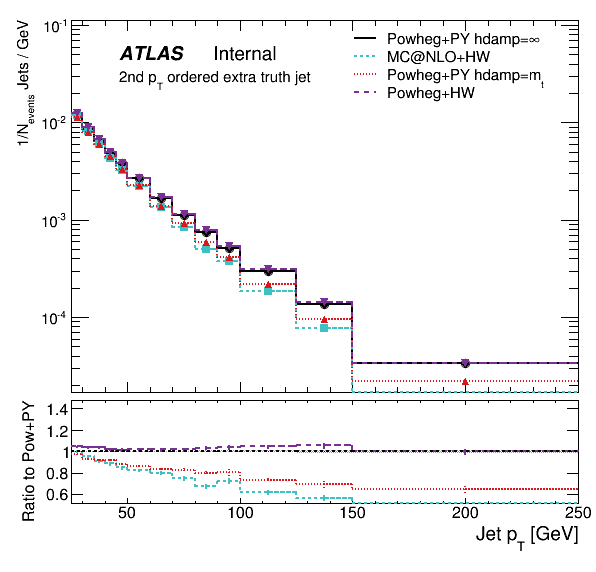 ATLAS Internal
2nd p_T ordered extra truth jet
Powheg+PY hdamp=∞
MC@NLO+HW
Powheg+PY hdamp=m_t
Powheg+HW
1/N_events Jets / GeV
10^-1
10^-2
10^-3
10^-4
Ratio to Pow+PY
1.4
1.2
1
0.8
0.6
50 100 150 200 250
Jet p_T [GeV]